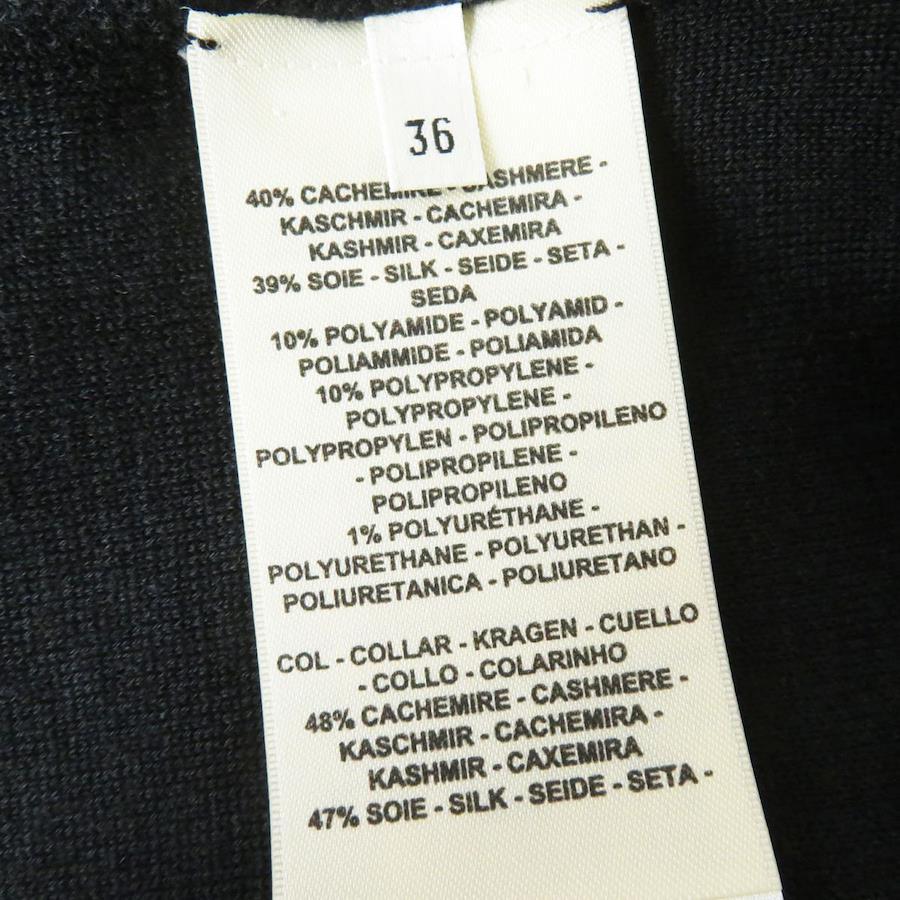 36
40% CACHEMIRE - CASHMERE -
KASCHMIR - CACHEMIRA -
KASHMIR - CAXEMIRA
39% SOIE - SILK - SEIDE - SETA -
SEDA
10% POLYAMIDE - POLYAMID -
POLIAMMIDE - POLIAMIDA
10% POLYPROPYLENE -
POLYPROPYLENE -
POLYPROPYLEN - POLIPROPILENO
- POLIPROPILENE -
POLIPROPILENO
1% POLYURÉTHANE -
POLYURETHANE - POLYURETHAN -
POLIURETANICA - POLIURETANO
COL - COLLAR - KRAGEN - CUELLO
- COLLO - COLARINHO
48% CACHEMIRE - CASHMERE -
KASCHMIR - CACHEMIRA -
KASHMIR - CAXEMIRA
47% SOIE - SILK - SEIDE - SETA -